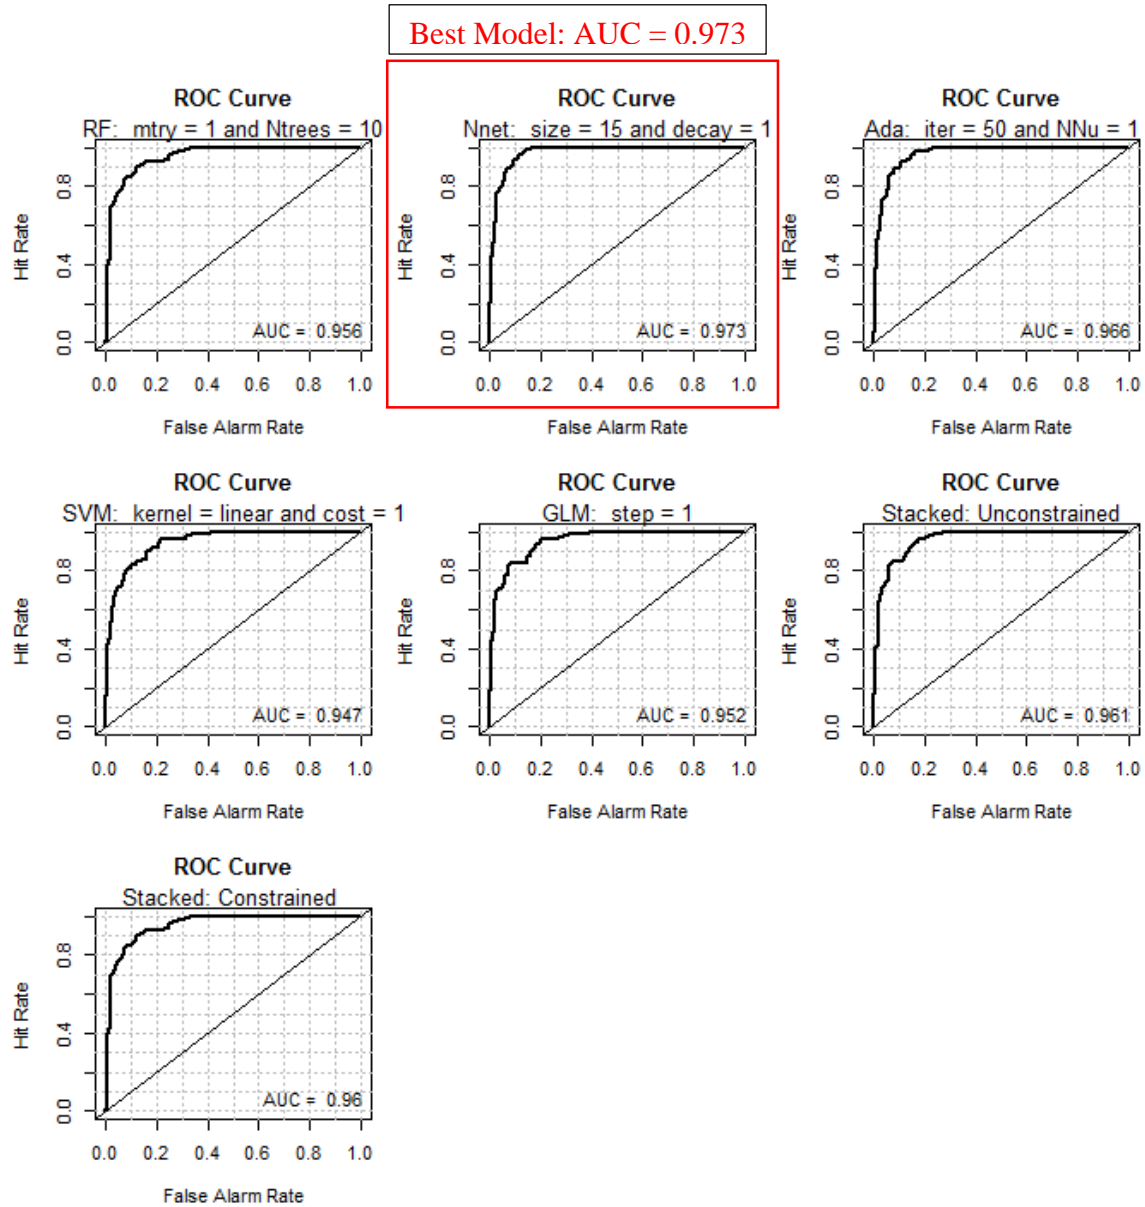 Best Model: AUC = 0.973
ROC Curve
RF: mtry = 1 and Ntrees = 10
Hit Rate
0.8
0.4
0.0
AUC = 0.956
0.0 0.2 0.4 0.6 0.8 1.0
False Alarm Rate
ROC Curve
Nnet: size = 15 and decay = 1
Hit Rate
0.8
0.4
0.0
AUC = 0.973
0.0 0.2 0.4 0.6 0.8 1.0
False Alarm Rate
ROC Curve
Ada: iter = 50 and NNu = 1
Hit Rate
0.8
0.4
0.0
AUC = 0.966
0.0 0.2 0.4 0.6 0.8 1.0
False Alarm Rate
ROC Curve
SVM: kernel = linear and cost = 1
Hit Rate
0.8
0.4
0.0
AUC = 0.947
0.0 0.2 0.4 0.6 0.8 1.0
False Alarm Rate
ROC Curve
GLM: step = 1
Hit Rate
0.8
0.4
0.0
AUC = 0.952
0.0 0.2 0.4 0.6 0.8 1.0
False Alarm Rate
ROC Curve
Stacked: Unconstrained
Hit Rate
0.8
0.4
0.0
AUC = 0.961
0.0 0.2 0.4 0.6 0.8 1.0
False Alarm Rate
ROC Curve
Stacked: Constrained
Hit Rate
0.8
0.4
0.0
AUC = 0.96
0.0 0.2 0.4 0.6 0.8 1.0
False Alarm Rate